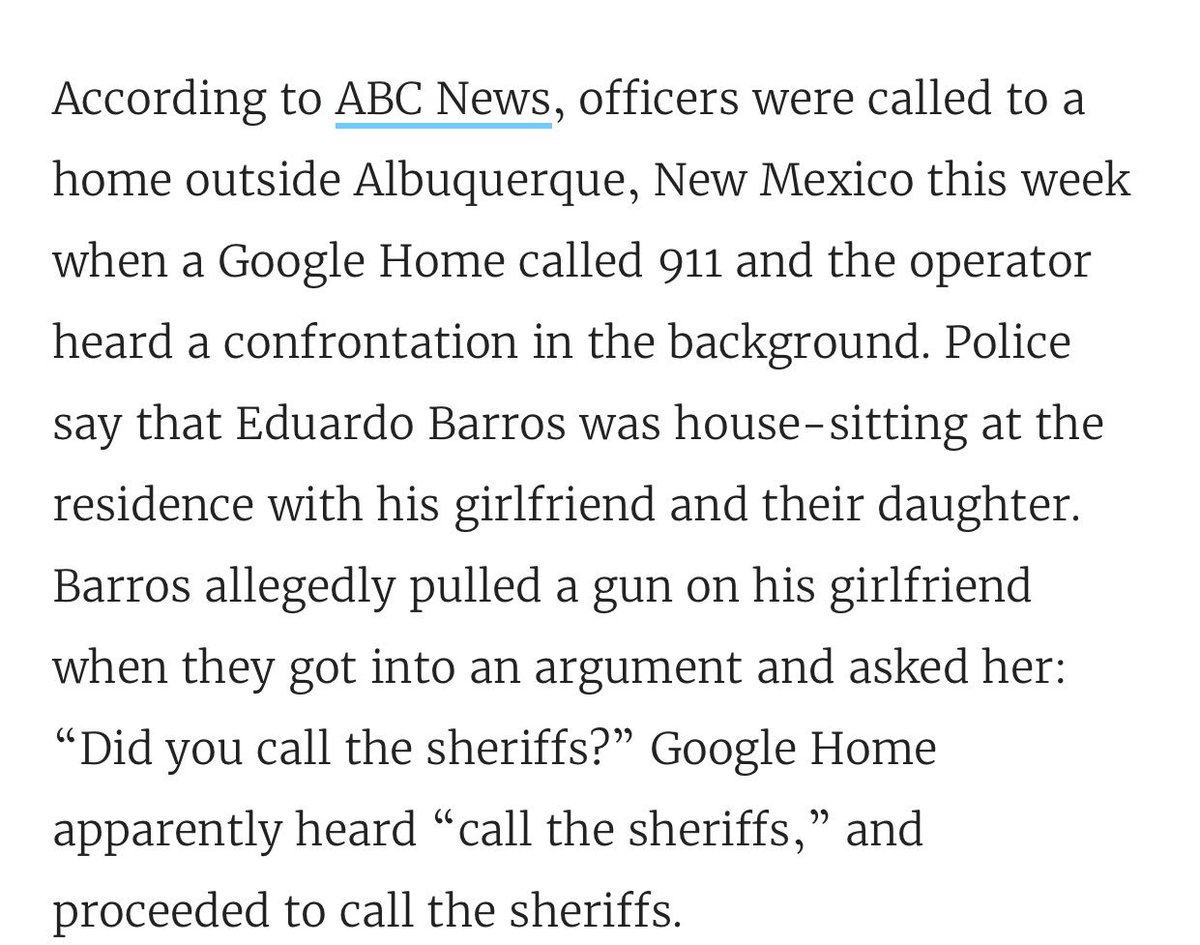 According to ABC News, officers were called to a
home outside Albuquerque, New Mexico this week
when a Google Home called 911 and the operator
heard a confrontation in the background. Police
say that Eduardo Barros was house-sitting at the
residence with his girlfriend and their daughter.
Barros allegedly pulled a gun on his girlfriend
when they got into an argument and asked her:
“Did you call the sheriffs?” Google Home
apparently heard “call the sheriffs,” and
proceeded to call the sheriffs.